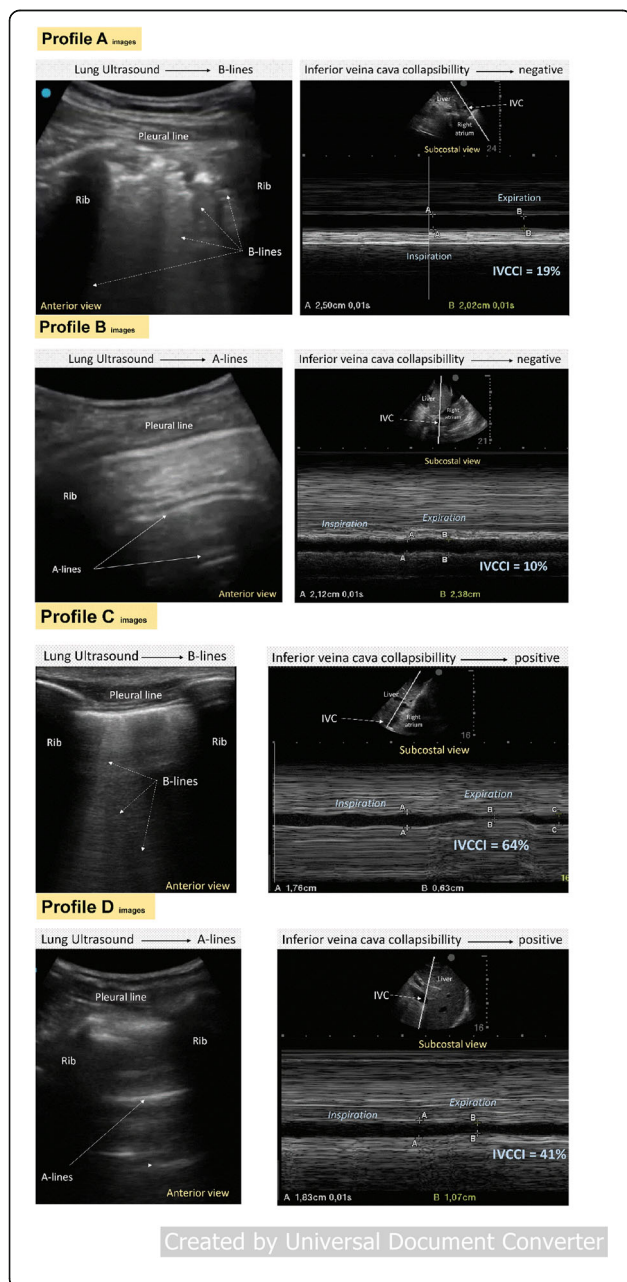 Profile A images
Lung Ultrasound B-lines
Inferior veina cava collapsibillity negative
Pleural line
Rib
Rib
B-lines
Anterior view
Liver
IVC
Right
atrium
24
Subcostal view
Expiration
A
B
A
B
Inspiration
IVCCI = 19%
A 2,50cm 0,01s B 2,02cm 0,01s
Profile B images
Lung Ultrasound A-lines
Inferior veina cava collapsibillity negative
Pleural line
Rib
A-lines
Anterior view
Liver
IVC
Right
atrium
21
Subcostal view
Inspiration
Expiration
A B
A B
IVCCI = 10%
A 2,12cm 0,01s B 2,38cm
Profile C images
Lung Ultrasound B-lines
Inferior veina cava collapsibillity positive
Pleural line
Rib
Rib
B-lines
Anterior view
Liver
IVC
Right
atrium
16
Subcostal view
Inspiration
Expiration
A B C
A B C
IVCCI = 64%
16
A 1,76cm B 0,63cm
Profile D images
Lung Ultrasound A-lines
Inferior veina cava collapsibillity positive
Pleural line
Rib
Rib
A-lines
Anterior view
Liver
IVC
16
Subcostal view
Inspiration
Expiration
A B
A B
IVCCI = 41%
A 1,83cm 0,01s B 1,07cm
Created by Universal Document Converter